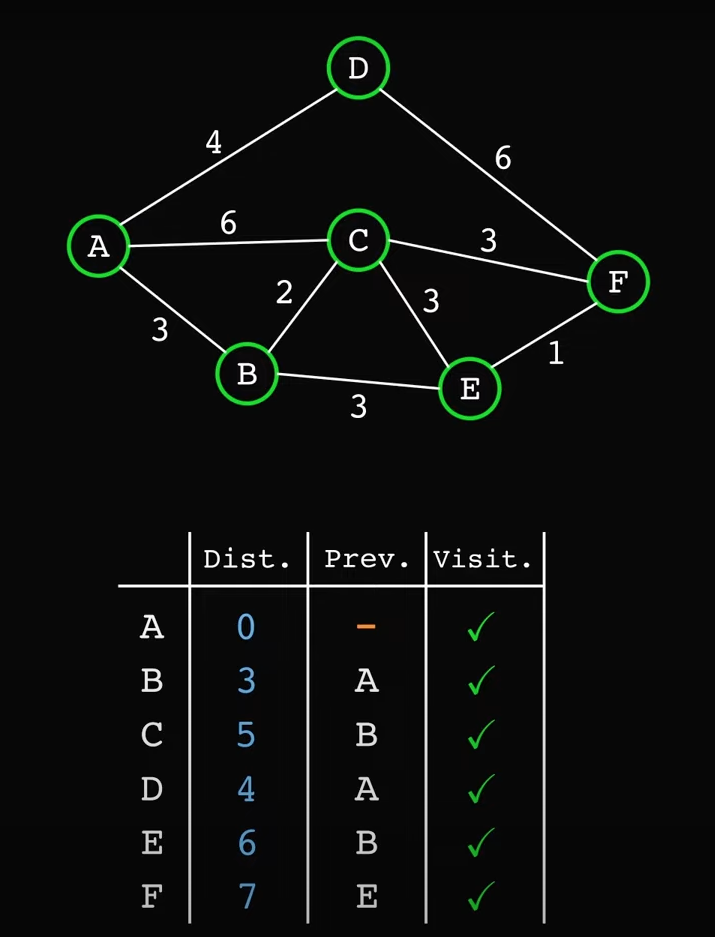 D
4
6
6
A
C
3
F
2
3
3
1
B
E
3
Dist. Prev. Visit.
A 0 – ✓
B 3 A ✓
C 5 B ✓
D 4 A ✓
E 6 B ✓
F 7 E ✓